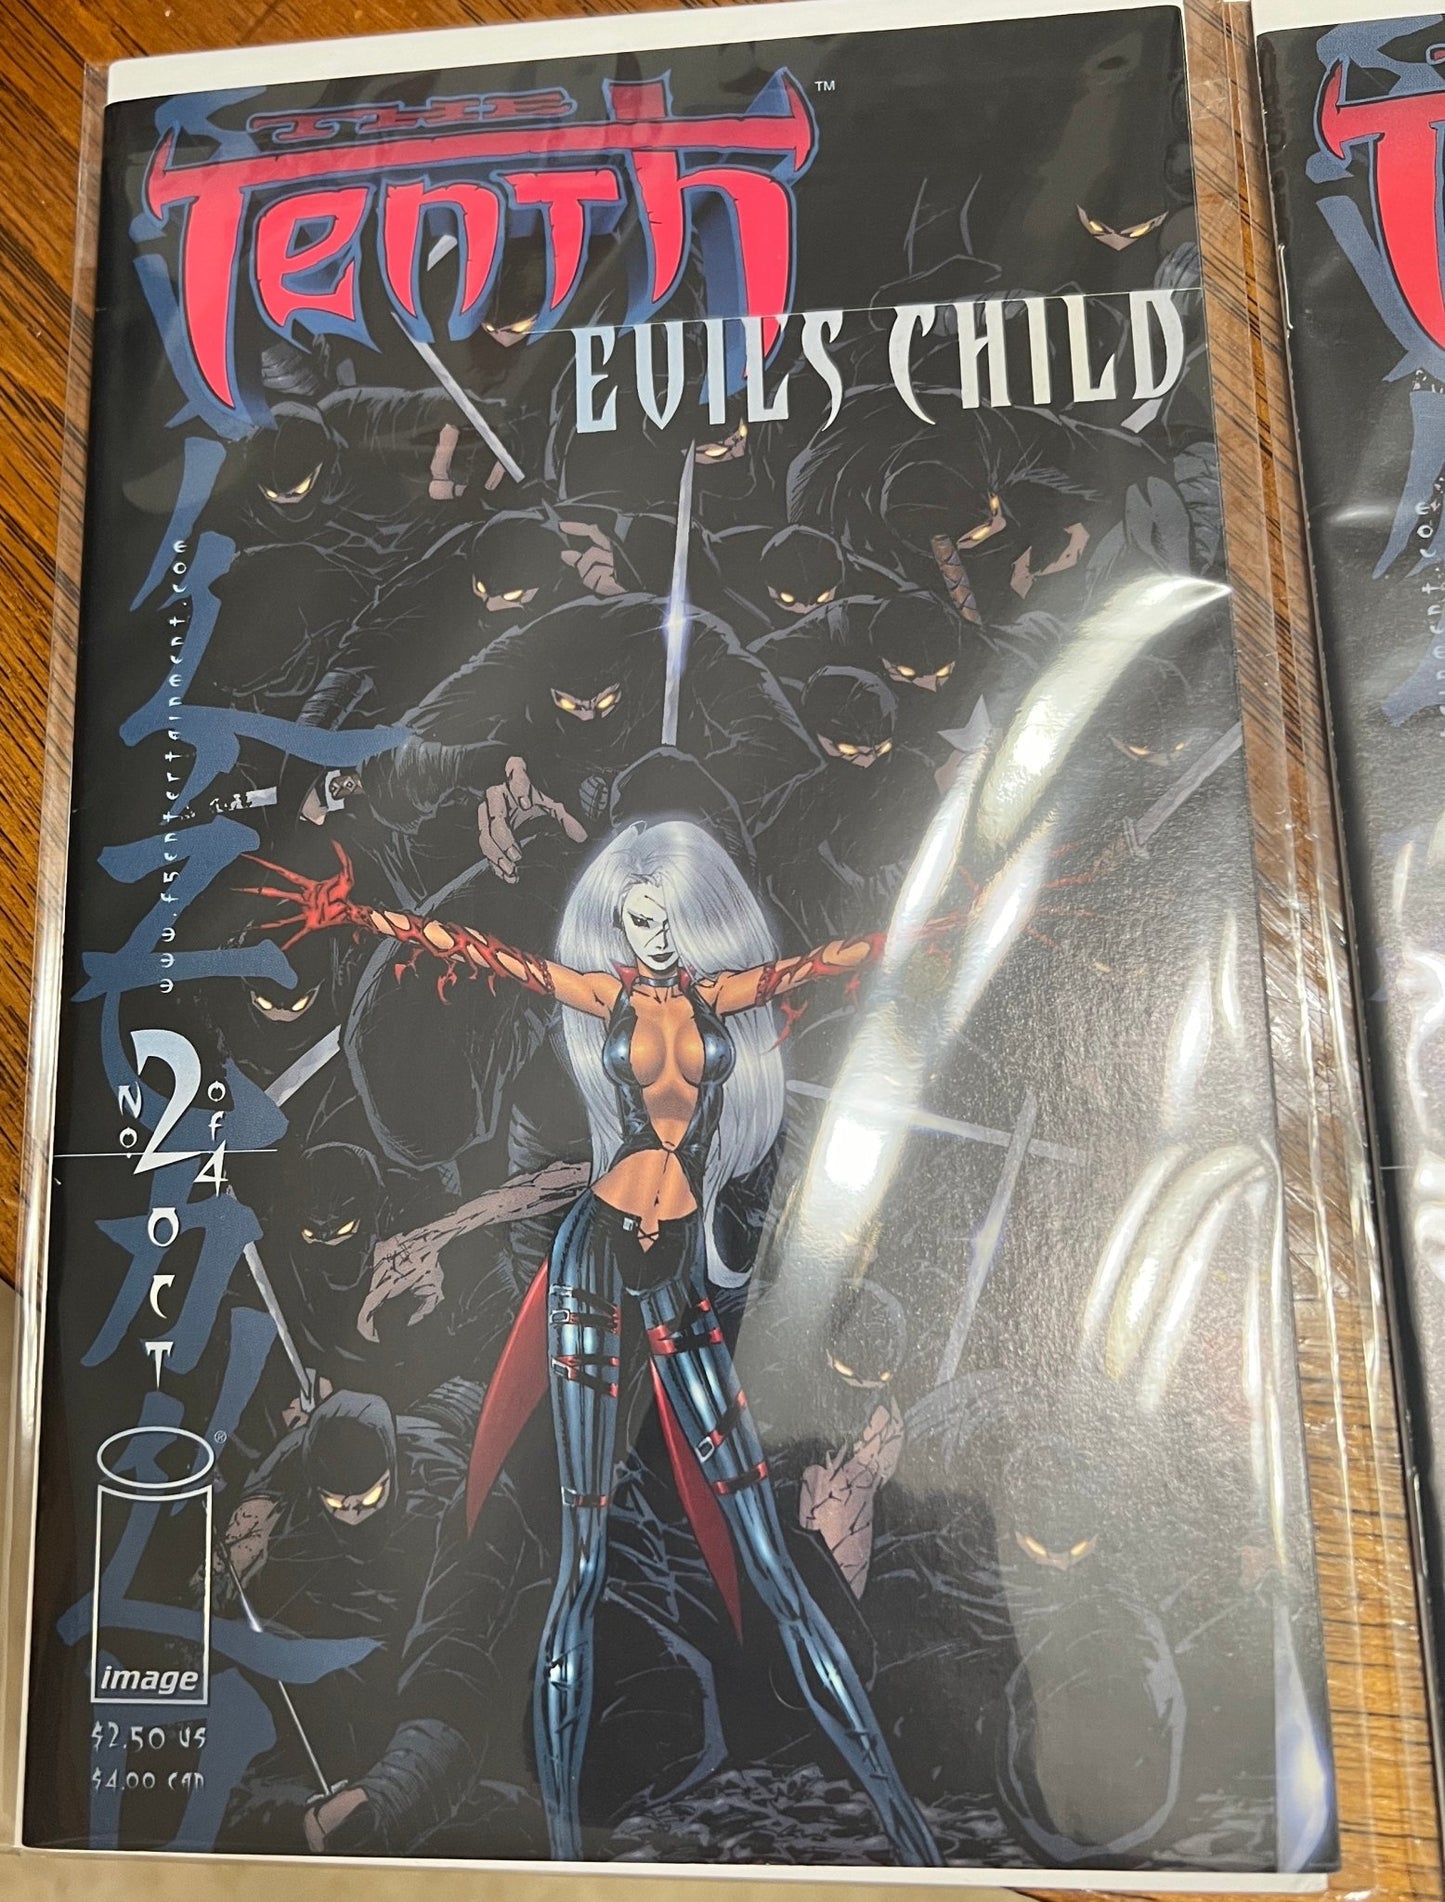 THE
TENTH
™
EVIL'S CHILD
www.f5entertainment.com
NO. 2 OF 4
OCT
®
image
$2.50 US
$4.00 CAN